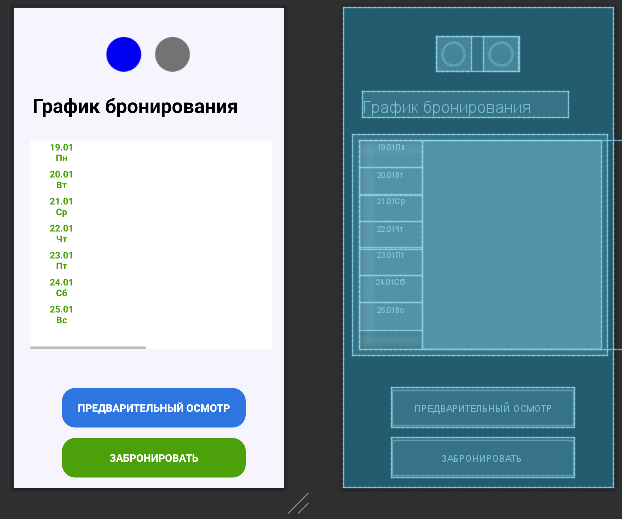 График бронирования
19.01
Пн
20.01
Вт
21.01
Ср
22.01
Чт
23.01
Пт
24.01
Сб
25.01
Вс
ПРЕДВАРИТЕЛЬНЫЙ ОСМОТР
ЗАБРОНИРОВАТЬ
График бронирования
19.01Пн
20.01Вт
21.01Ср
22.01Чт
23.01Пт
24.01Сб
25.01Вс
ПРЕДВАРИТЕЛЬНЫЙ ОСМОТР
ЗАБРОНИРОВАТЬ